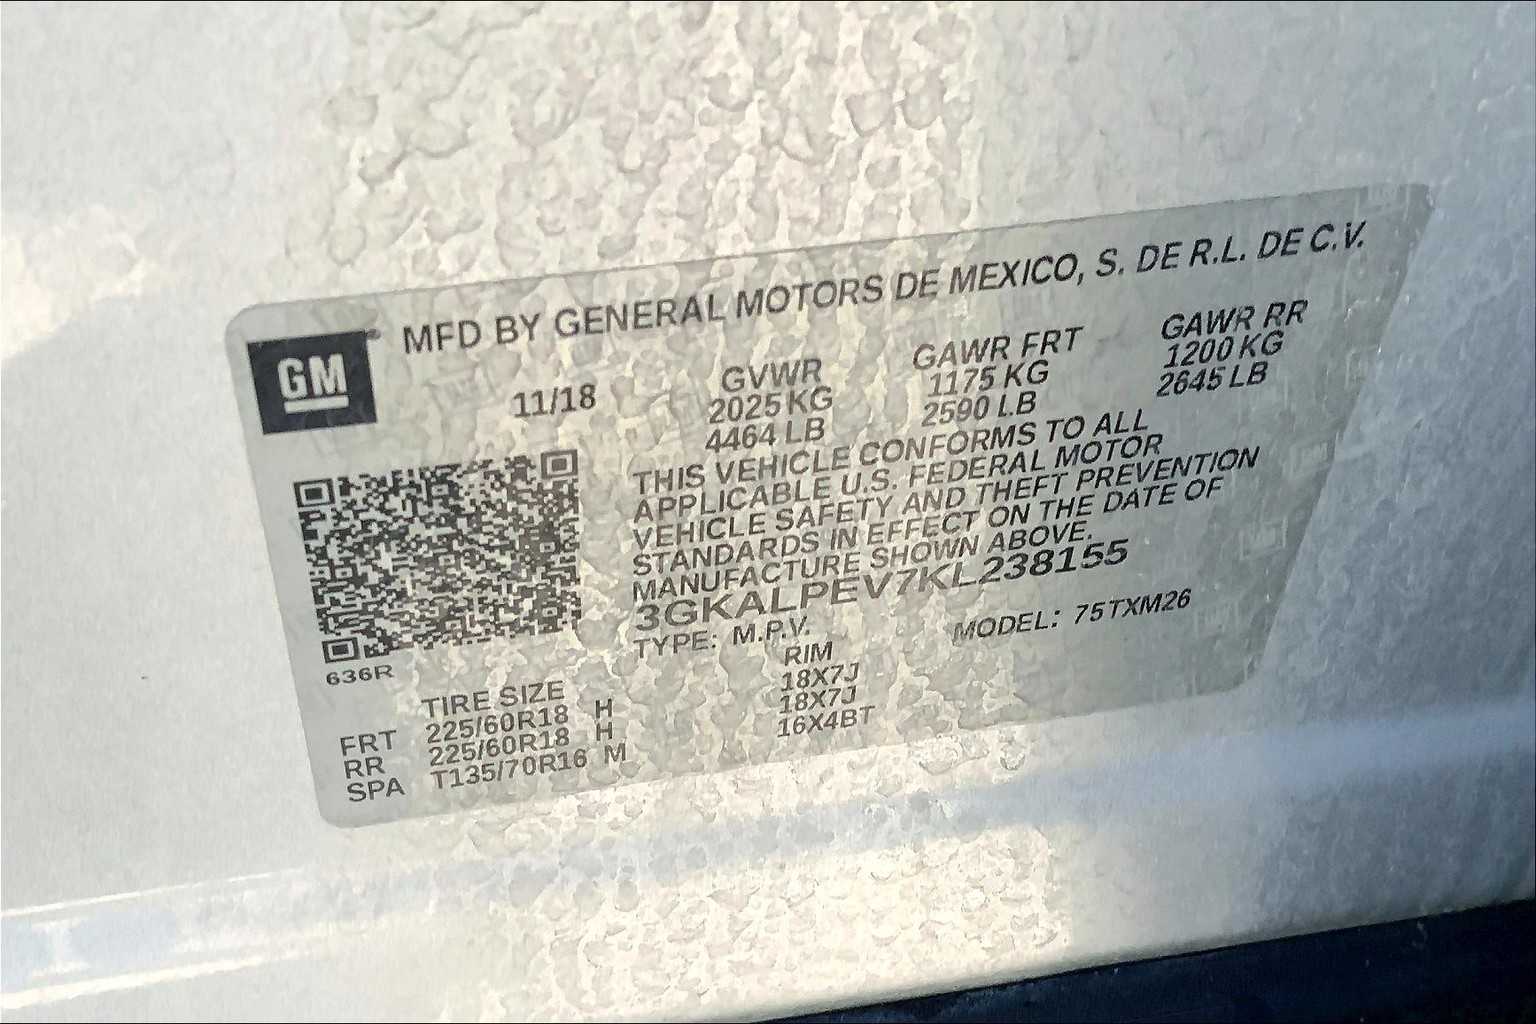 MFD BY GENERAL MOTORS DE MEXICO, S. DE R.L. DE C.V.
GM
11/18
GVWR GAWR FRT GAWR RR
2025 KG 1175 KG 1200 KG
4464 LB 2590 LB 2645 LB
THIS VEHICLE CONFORMS TO ALL
APPLICABLE U.S. FEDERAL MOTOR
VEHICLE SAFETY AND THEFT PREVENTION
STANDARDS IN EFFECT ON THE DATE OF
MANUFACTURE SHOWN ABOVE.
3GKALPEV7KL238155
TYPE: M.P.V. MODEL: 75TXM26
636R
TIRE SIZE RIM
FRT 225/60R18 H 18X7J
RR 225/60R18 H 18X7J
SPA T135/70R16 M 16X4BT